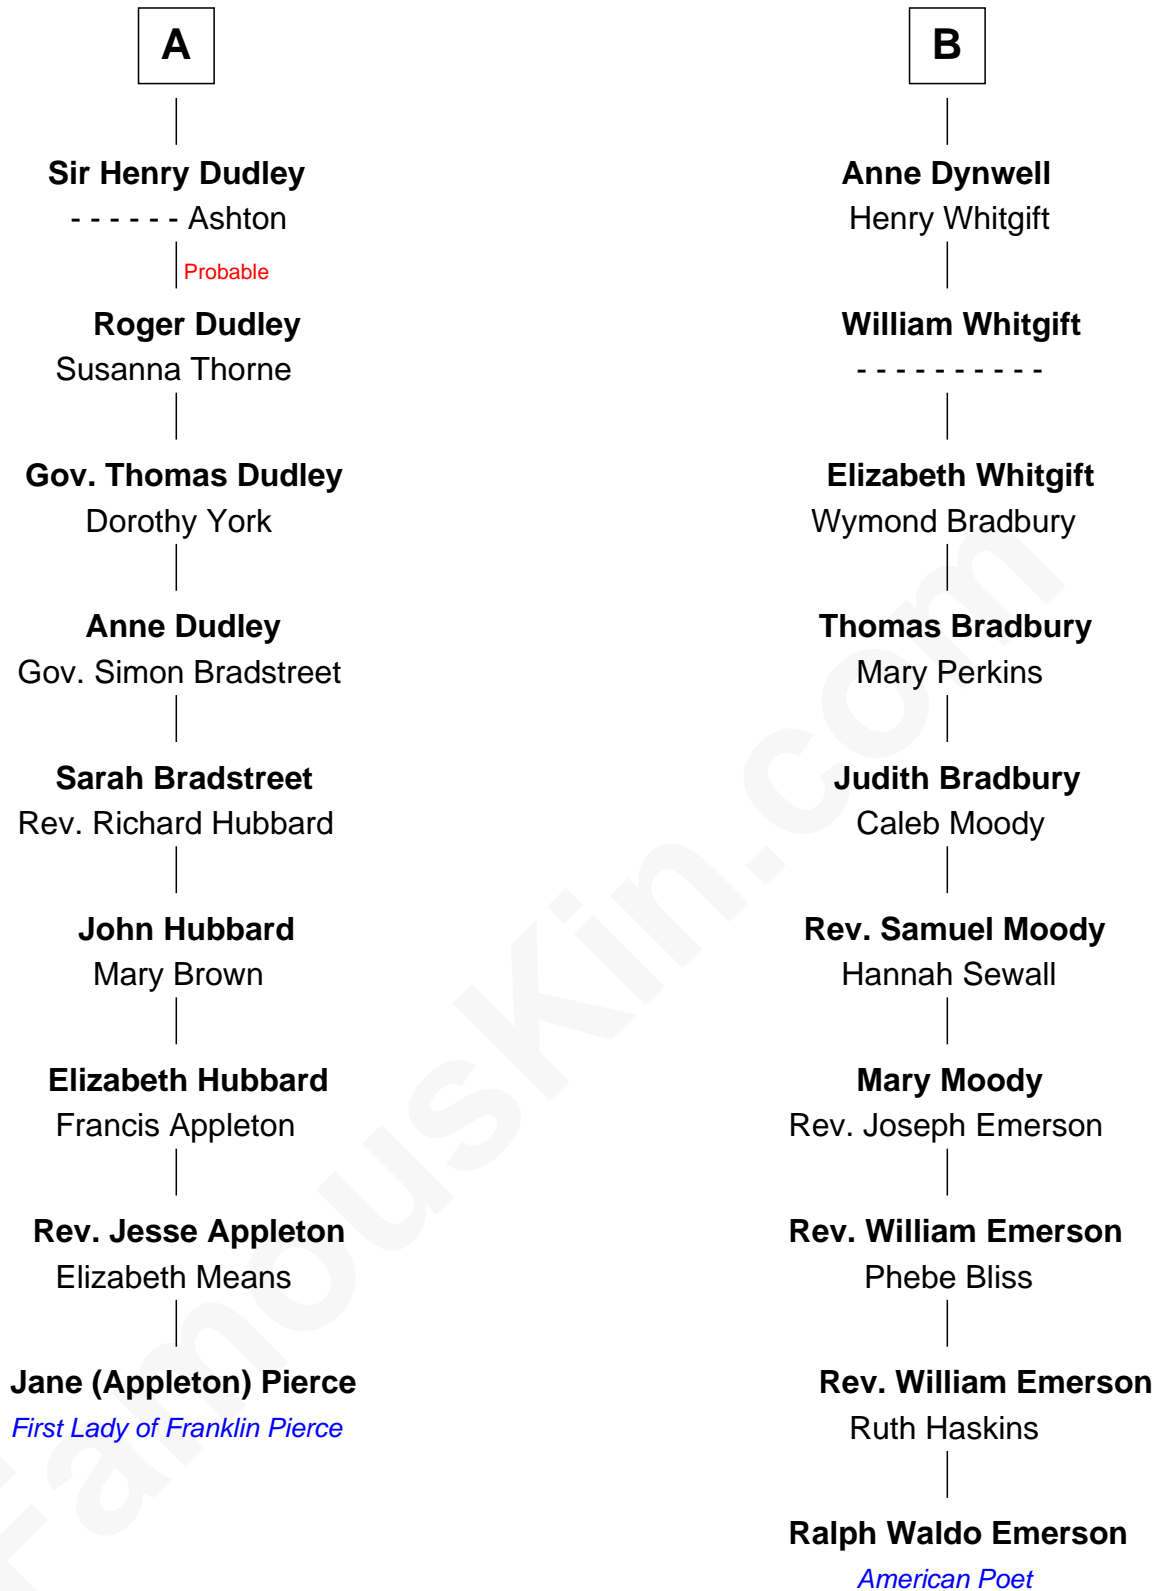 A
Sir Henry Dudley
- - - - - - Ashton
Probable
Roger Dudley
Susanna Thorne
Gov. Thomas Dudley
Dorothy York
Anne Dudley
Gov. Simon Bradstreet
Sarah Bradstreet
Rev. Richard Hubbard
John Hubbard
Mary Brown
Elizabeth Hubbard
Francis Appleton
Rev. Jesse Appleton
Elizabeth Means
Jane (Appleton) Pierce
First Lady of Franklin Pierce
B
Anne Dynwell
Henry Whitgift
William Whitgift
- - - - - - - - - -
Elizabeth Whitgift
Wymond Bradbury
Thomas Bradbury
Mary Perkins
Judith Bradbury
Caleb Moody
Rev. Samuel Moody
Hannah Sewall
Mary Moody
Rev. Joseph Emerson
Rev. William Emerson
Phebe Bliss
Rev. William Emerson
Ruth Haskins
Ralph Waldo Emerson
American Poet
FamousKin.com